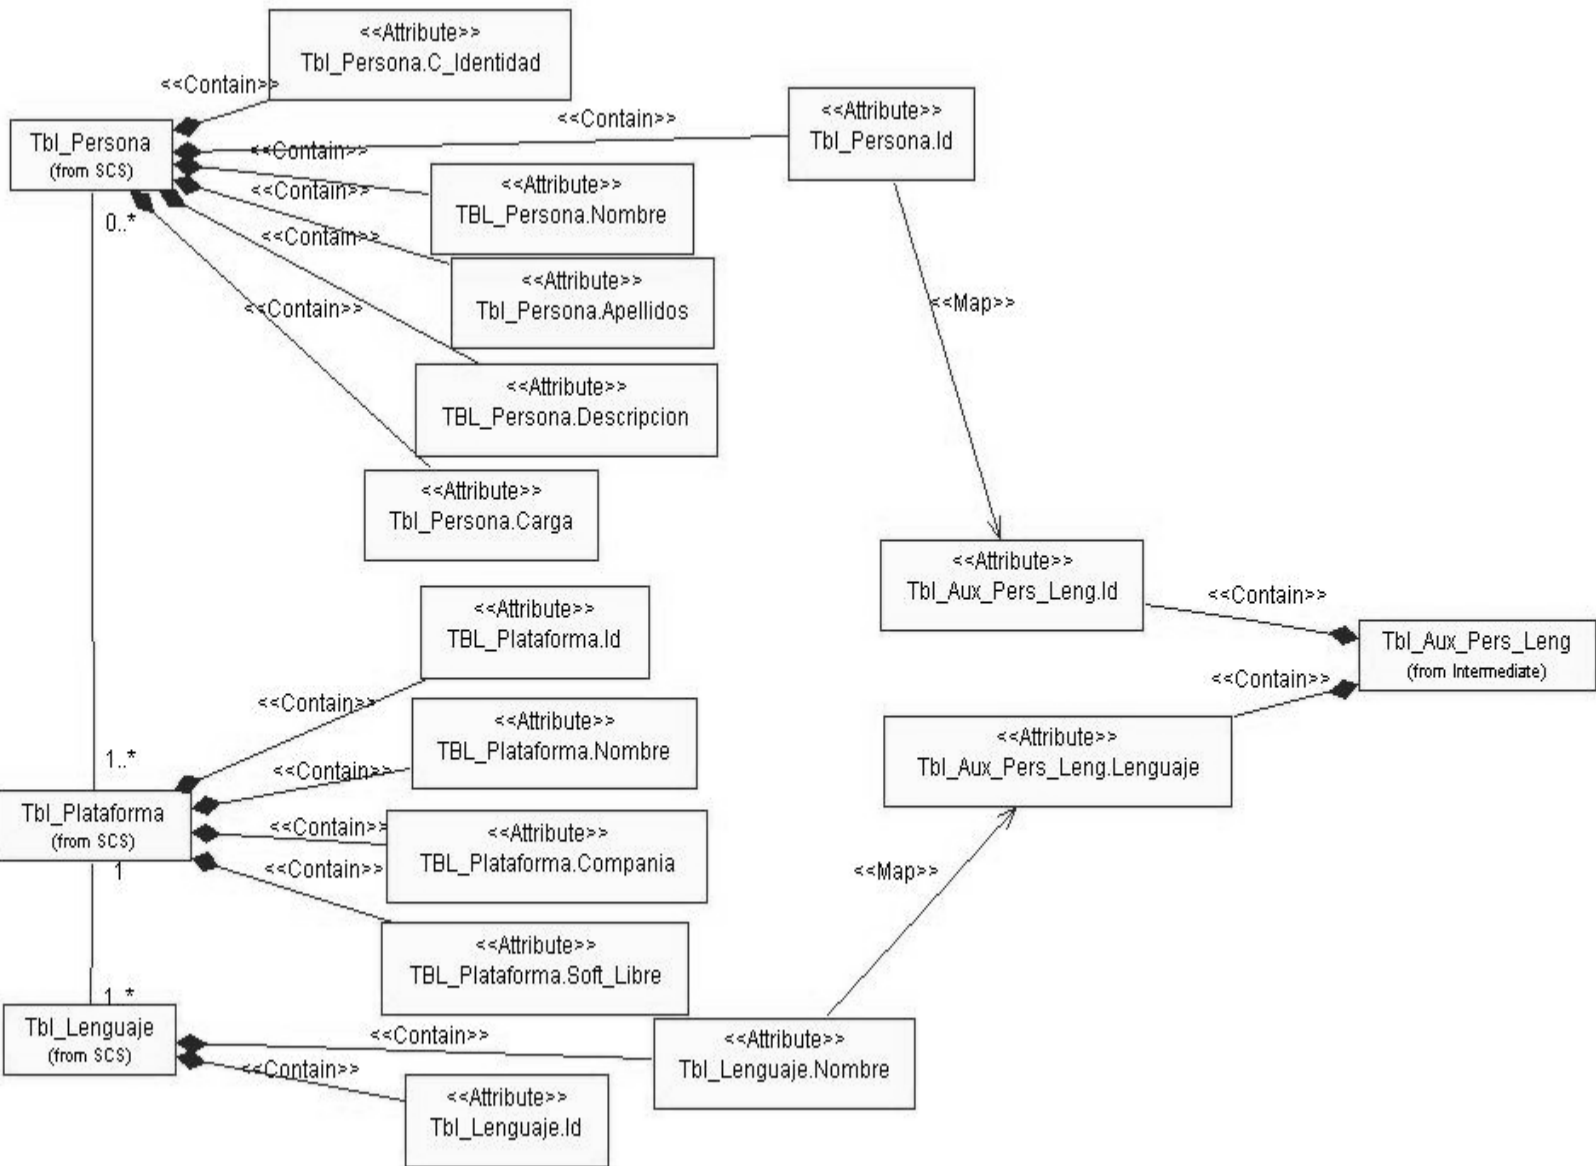 <<Attribute>>
Tbl_Persona.C_Identidad
<<Contain>>
<<Attribute>>
Tbl_Persona.Id
<<Contain>>
Tbl_Persona
(from SCS)
<<Contain>>
<<Attribute>>
TBL_Persona.Nombre
<<Contain>>
0..*
<<Contain>>
<<Attribute>>
Tbl_Persona.Apellidos
<<Contain>>
<<Map>>
<<Attribute>>
TBL_Persona.Descripcion
<<Attribute>>
Tbl_Persona.Carga
<<Attribute>>
Tbl_Aux_Pers_Leng.Id
<<Contain>>
<<Attribute>>
TBL_Plataforma.Id
Tbl_Aux_Pers_Leng
(from Intermediate)
<<Contain>>
<<Contain>>
<<Attribute>>
TBL_Plataforma.Nombre
<<Attribute>>
Tbl_Aux_Pers_Leng.Lenguaje
1..*
<<Contain>>
Tbl_Plataforma
(from SCS)
<<Contain>>
<<Attribute>>
TBL_Plataforma.Compania
1
<<Contain>>
<<Map>>
<<Attribute>>
TBL_Plataforma.Soft_Libre
1..*
Tbl_Lenguaje
(from SCS)
<<Contain>>
<<Attribute>>
Tbl_Lenguaje.Nombre
<<Contain>>
<<Attribute>>
Tbl_Lenguaje.Id